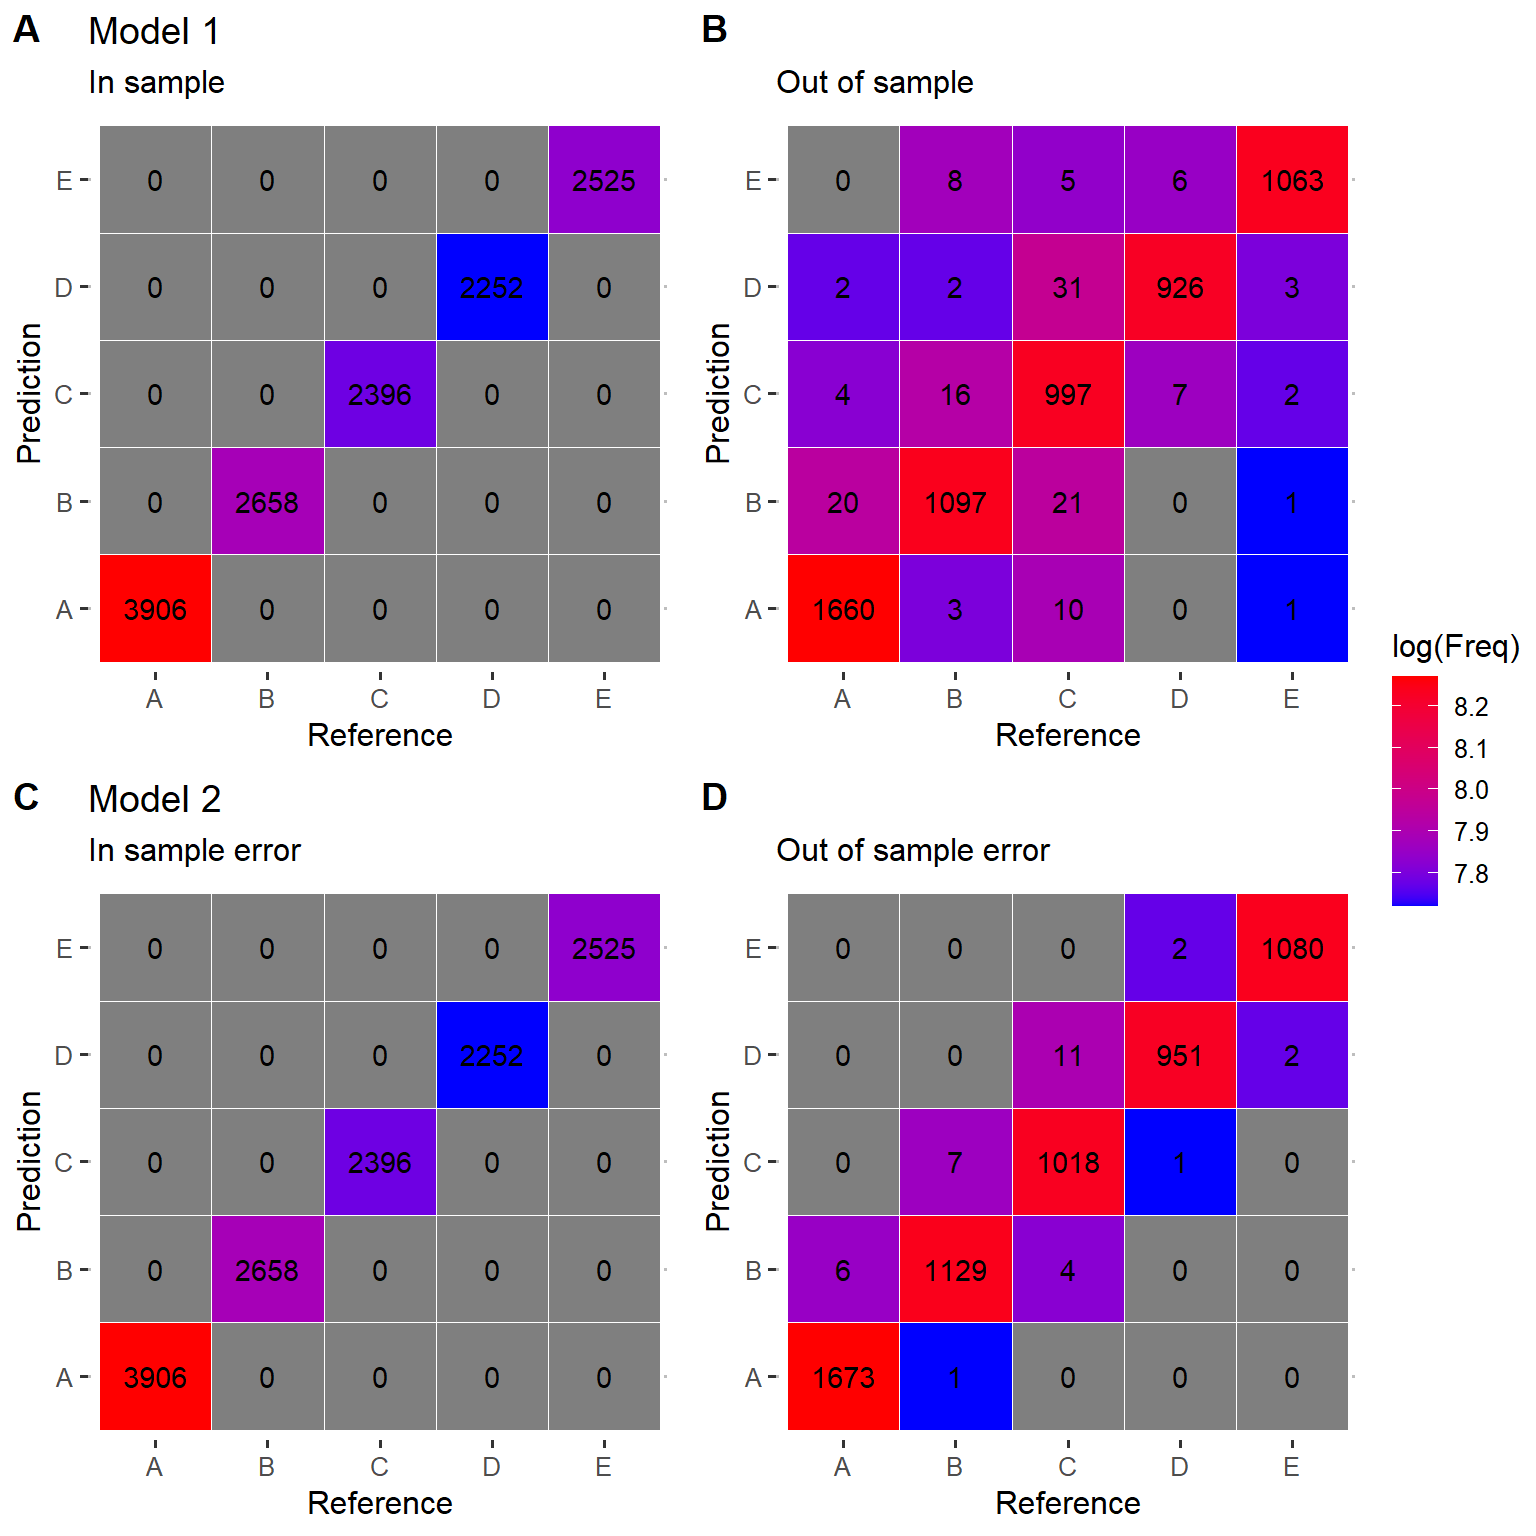 A Model 1
In sample
Prediction
E 0 0 0 0 2525
D 0 0 0 2252 0
C 0 0 2396 0 0
B 0 2658 0 0 0
A 3906 0 0 0 0
A B C D E
Reference
B
Out of sample
Prediction
E 0 8 5 6 1063
D 2 2 31 926 3
C 4 16 997 7 2
B 20 1097 21 0 1
A 1660 3 10 0 1
A B C D E
Reference
log(Freq)
8.2
8.1
8.0
7.9
7.8
C Model 2
In sample error
Prediction
E 0 0 0 0 2525
D 0 0 0 2252 0
C 0 0 2396 0 0
B 0 2658 0 0 0
A 3906 0 0 0 0
A B C D E
Reference
D
Out of sample error
Prediction
E 0 0 0 2 1080
D 0 0 11 951 2
C 0 7 1018 1 0
B 6 1129 4 0 0
A 1673 1 0 0 0
A B C D E
Reference